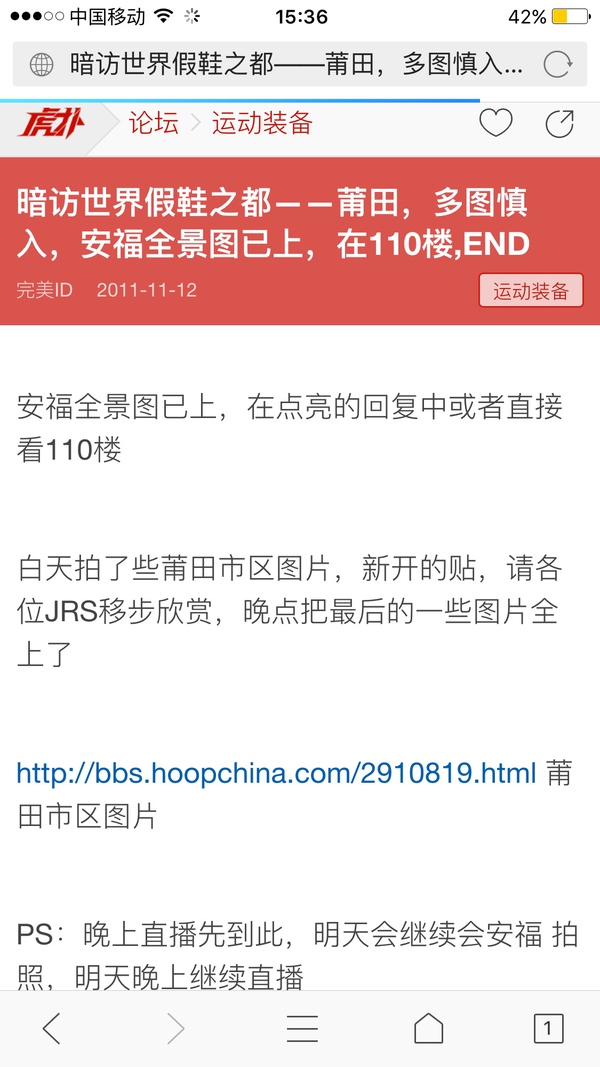 中国移动 15:36 42%
暗访世界假鞋之都——莆田，多图慎入...
虎扑 论坛 运动装备
暗访世界假鞋之都——莆田，多图慎
入，安福全景图已上，在110楼,END
完美ID 2011-11-12 运动装备
安福全景图已上，在点亮的回复中或者直接
看110楼
白天拍了些莆田市区图片，新开的贴，请各
位JRS移步欣赏，晚点把最后的一些图片全
上了
http://bbs.hoopchina.com/2910819.html 莆
田市区图片
PS：晚上直播先到此，明天会继续会安福 拍
照，明天晚上继续直播
1